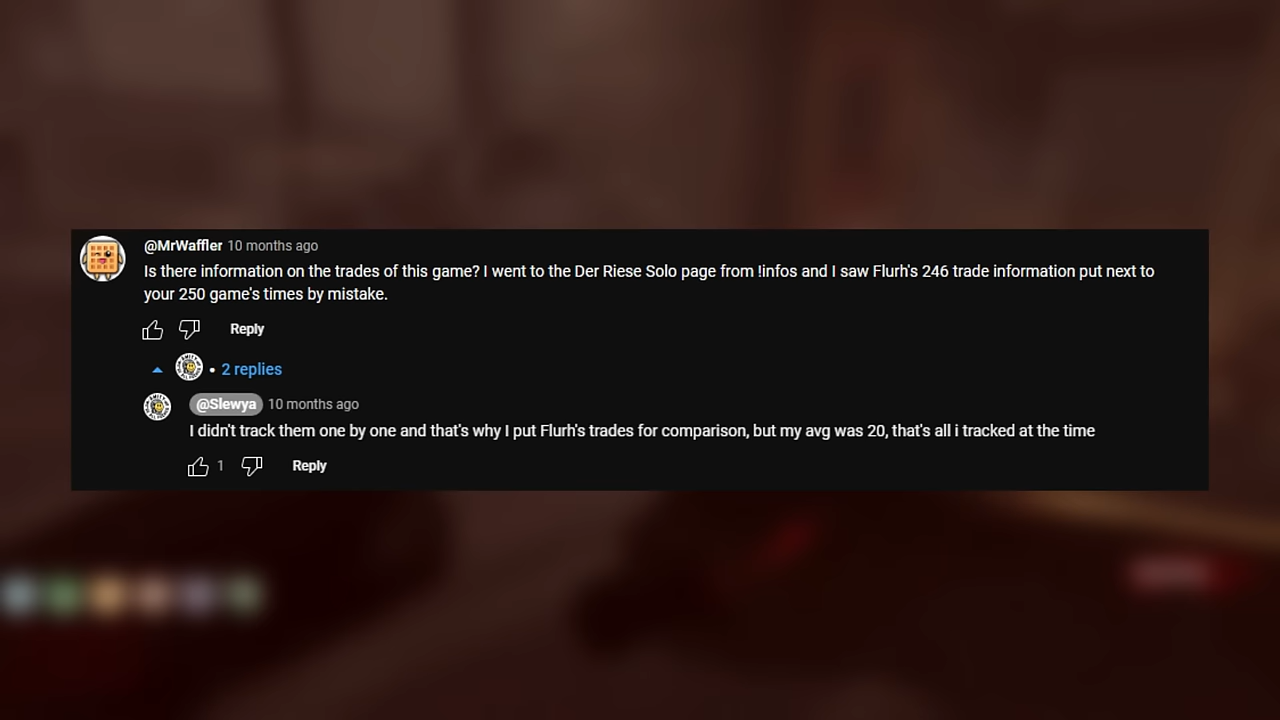 @MrWaffler 10 months ago
Is there information on the trades of this game? I went to the Der Riese Solo page from !infos and I saw Flurh's 246 trade information put next to
your 250 game's times by mistake.
Reply
• 2 replies
@Slewya 10 months ago
I didn't track them one by one and that's why I put Flurh's trades for comparison, but my avg was 20, that's all i tracked at the time
1 Reply